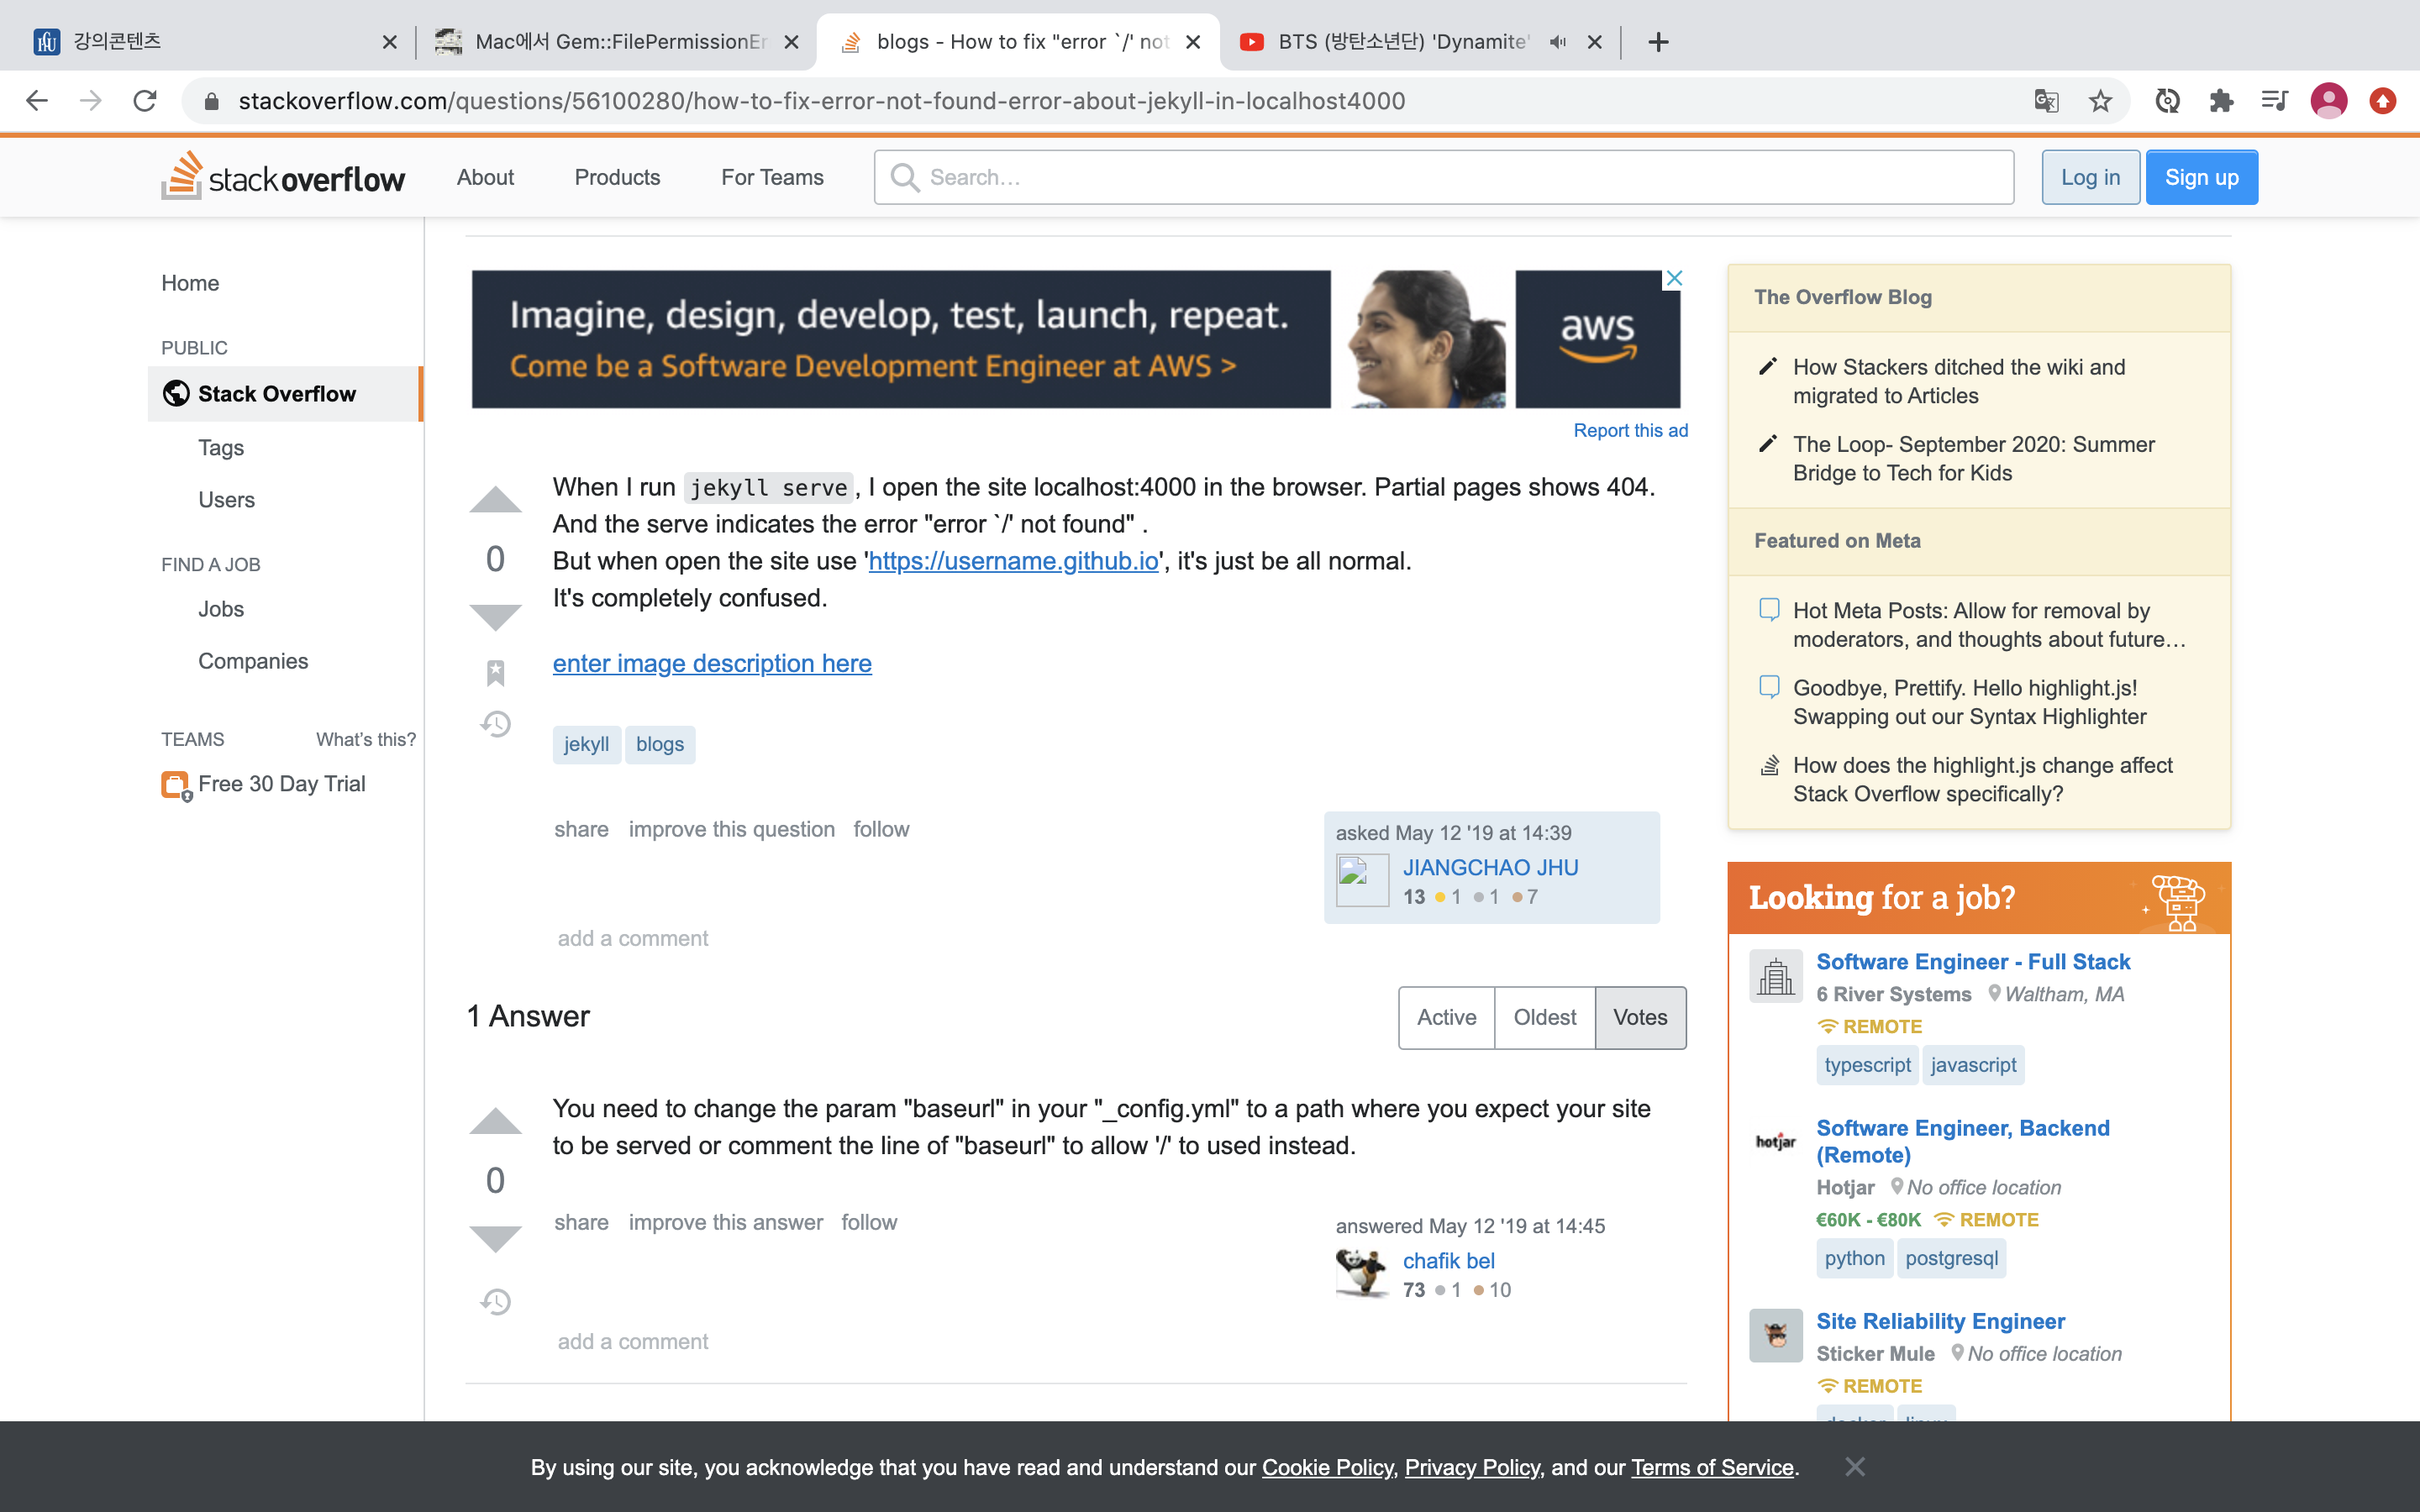 강의콘텐츠
Mac에서 Gem::FilePermissionEr
blogs - How to fix "error `/' not
BTS (방탄소년단) 'Dynamite'
stackoverflow.com/questions/56100280/how-to-fix-error-not-found-error-about-jekyll-in-localhost4000
stackoverflow
About
Products
For Teams
Search…
Log in
Sign up
Home
PUBLIC
Stack Overflow
Tags
Users
FIND A JOB
Jobs
Companies
TEAMS
What's this?
Free 30 Day Trial
Imagine, design, develop, test, launch, repeat.
Come be a Software Development Engineer at AWS >
aws
Report this ad
When I run jekyll serve, I open the site localhost:4000 in the browser. Partial pages shows 404.
And the serve indicates the error "error `/' not found" .
0
But when open the site use 'https://username.github.io', it's just be all normal.
It's completely confused.
enter image description here
jekyll
blogs
share improve this question follow
asked May 12 '19 at 14:39
JIANGCHAO JHU
13 1 1 7
add a comment
1 Answer
Active
Oldest
Votes
You need to change the param "baseurl" in your "_config.yml" to a path where you expect your site
to be served or comment the line of "baseurl" to allow '/' to used instead.
0
share improve this answer follow
answered May 12 '19 at 14:45
chafik bel
73 1 10
add a comment
The Overflow Blog
How Stackers ditched the wiki and
migrated to Articles
The Loop- September 2020: Summer
Bridge to Tech for Kids
Featured on Meta
Hot Meta Posts: Allow for removal by
moderators, and thoughts about future…
Goodbye, Prettify. Hello highlight.js!
Swapping out our Syntax Highlighter
How does the highlight.js change affect
Stack Overflow specifically?
Looking for a job?
Software Engineer - Full Stack
6 River Systems Waltham, MA
REMOTE
typescript
javascript
hotjar
Software Engineer, Backend
(Remote)
Hotjar No office location
€60K - €80K REMOTE
python
postgresql
Site Reliability Engineer
Sticker Mule No office location
REMOTE
By using our site, you acknowledge that you have read and understand our Cookie Policy, Privacy Policy, and our Terms of Service.